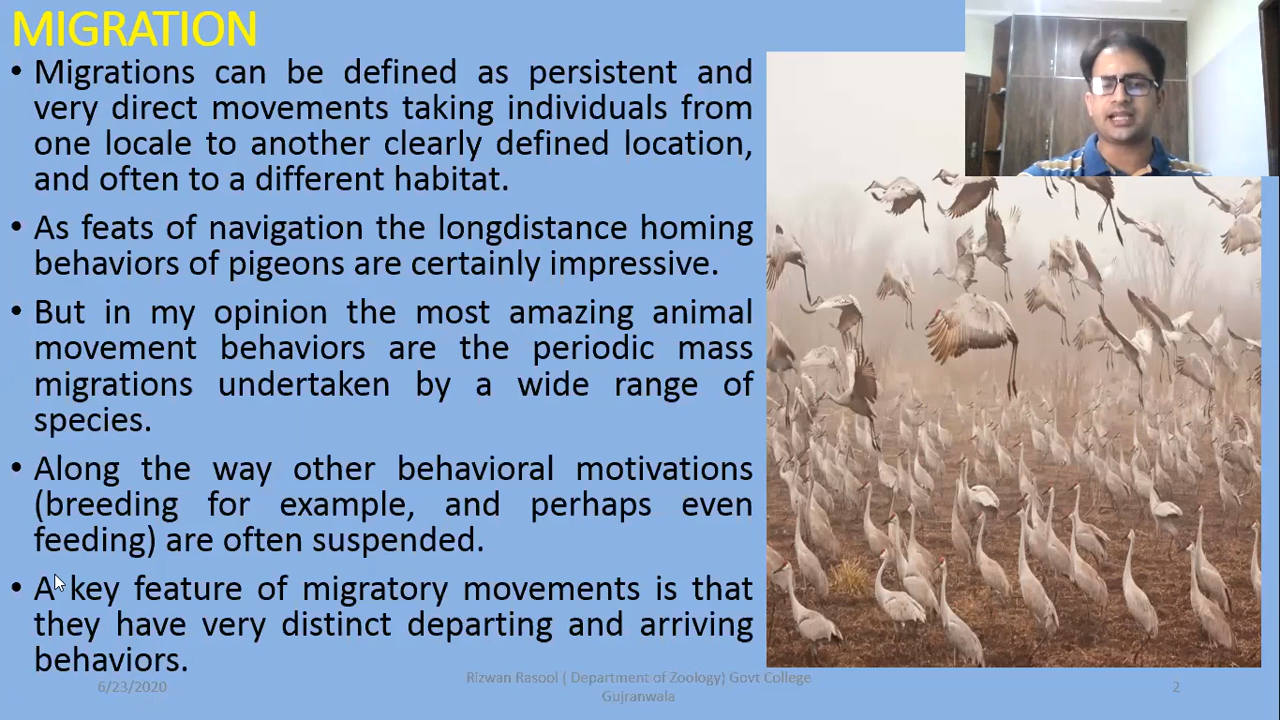 MIGRATION
• Migrations can be defined as persistent and
very direct movements taking individuals from
one locale to another clearly defined location,
and often to a different habitat.
• As feats of navigation the longdistance homing
behaviors of pigeons are certainly impressive.
• But in my opinion the most amazing animal
movement behaviors are the periodic mass
migrations undertaken by a wide range of
species.
• Along the way other behavioral motivations
(breeding for example, and perhaps even
feeding) are often suspended.
• A key feature of migratory movements is that
they have very distinct departing and arriving
behaviors.
6/23/2020
Rizwan Rasool ( Department of Zoology) Govt College
Gujranwala
2